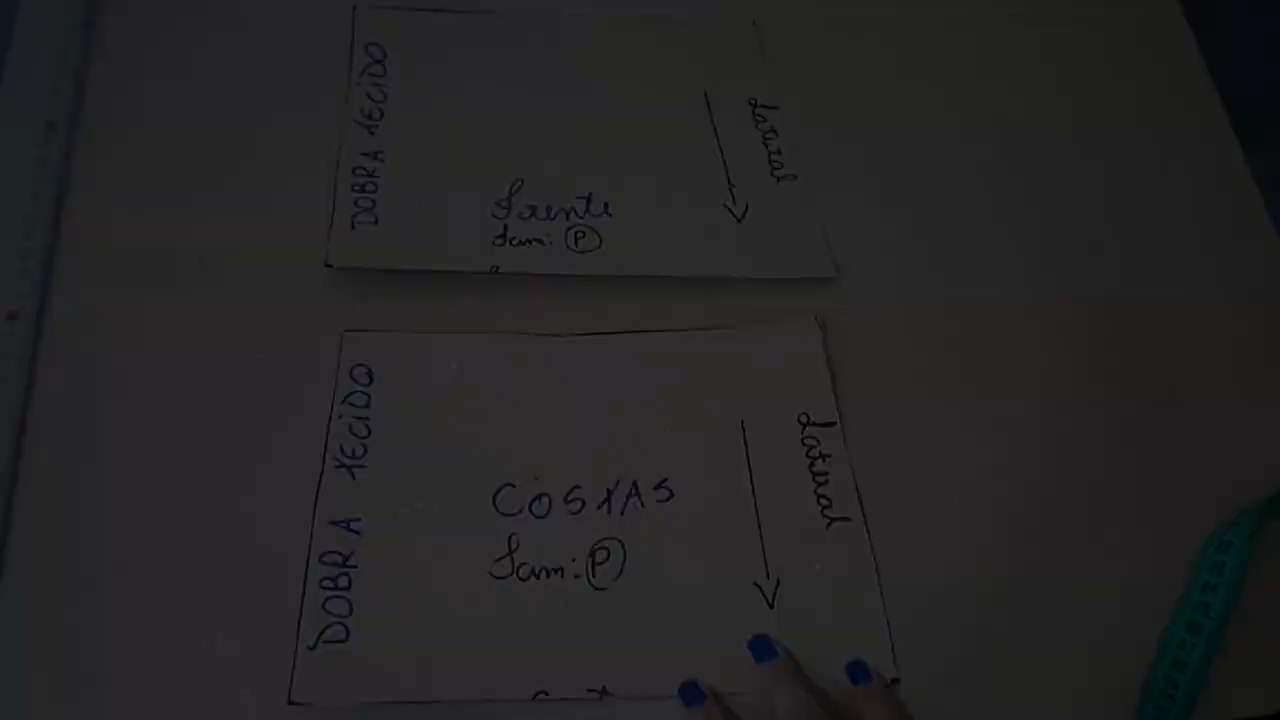 DOBRA TECIDO
Frente
Tam: P
Lateral
DOBRA TECIDO
COSTAS
Tam: P
Lateral